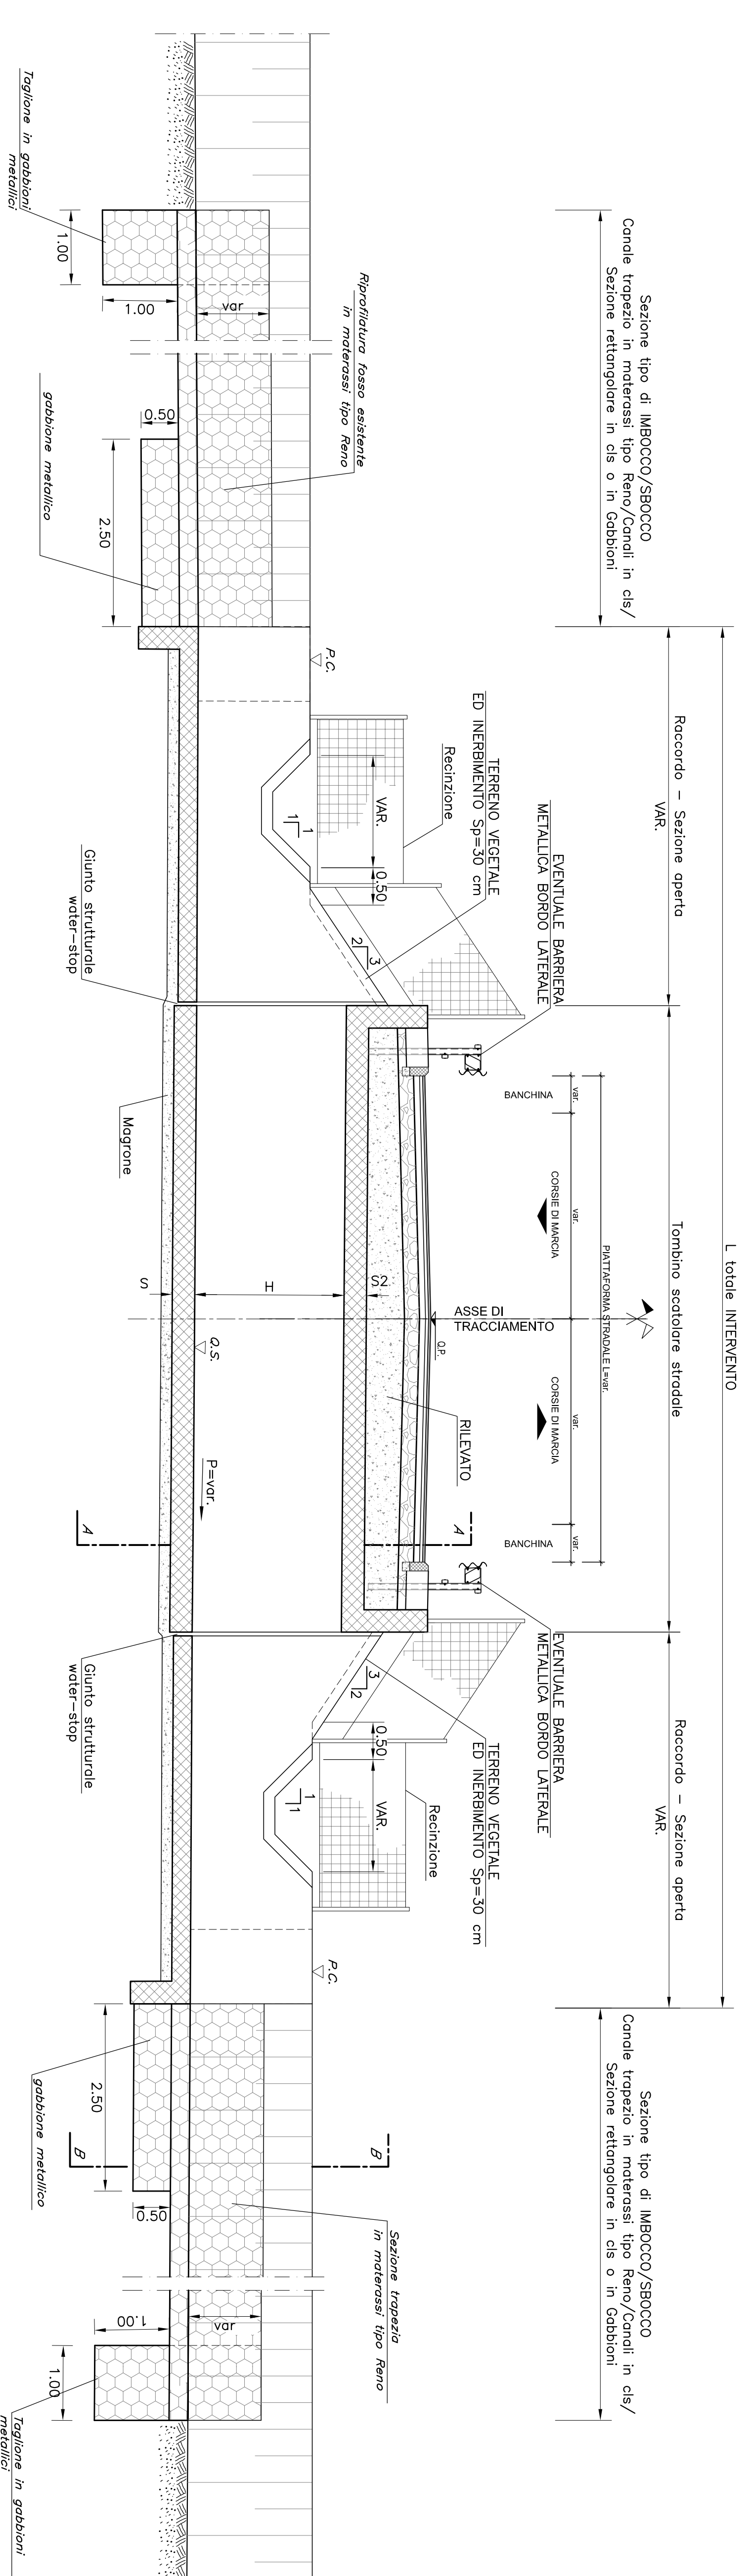 L totale INTERVENTO
Sezione tipo di IMBOCCO/SBOCCO
Canale trapezio in materassi tipo Reno/Canali in cls/
Sezione rettangolare in cls o in Gabbioni
Raccordo – Sezione aperta
VAR.
Tombino scatolare stradale
Raccordo – Sezione aperta
VAR.
Sezione tipo di IMBOCCO/SBOCCO
Canale trapezio in materassi tipo Reno/Canali in cls/
Sezione rettangolare in cls o in Gabbioni
PIATTAFORMA STRADALE L=var.
var.
BANCHINA
var.
CORSIE DI MARCIA
var.
CORSIE DI MARCIA
var.
BANCHINA
EVENTUALE BARRIERA
METALLICA BORDO LATERALE
EVENTUALE BARRIERA
METALLICA BORDO LATERALE
TERRENO VEGETALE
ED INERBIMENTO Sp=30 cm
Recinzione
TERRENO VEGETALE
ED INERBIMENTO Sp=30 cm
Recinzione
ASSE DI
TRACCIAMENTO
Q.P.
RILEVATO
VAR.
0.50
3
2
1
1
0.50
VAR.
3
2
1
1
P.C.
P.C.
Riprofilatura fosso esistente
in materassi tipo Reno
Sezione trapezia
in materassi tipo Reno
S2
H
S
Q.S.
P=var.
A
A
B
B
var
1.00
1.00
0.50
2.50
var
1.00
1.00
0.50
2.50
Taglione in gabbioni
metallici
gabbione metallico
Giunto strutturale
water–stop
Magrone
Giunto strutturale
water–stop
gabbione metallico
Taglione in gabbioni
metallici